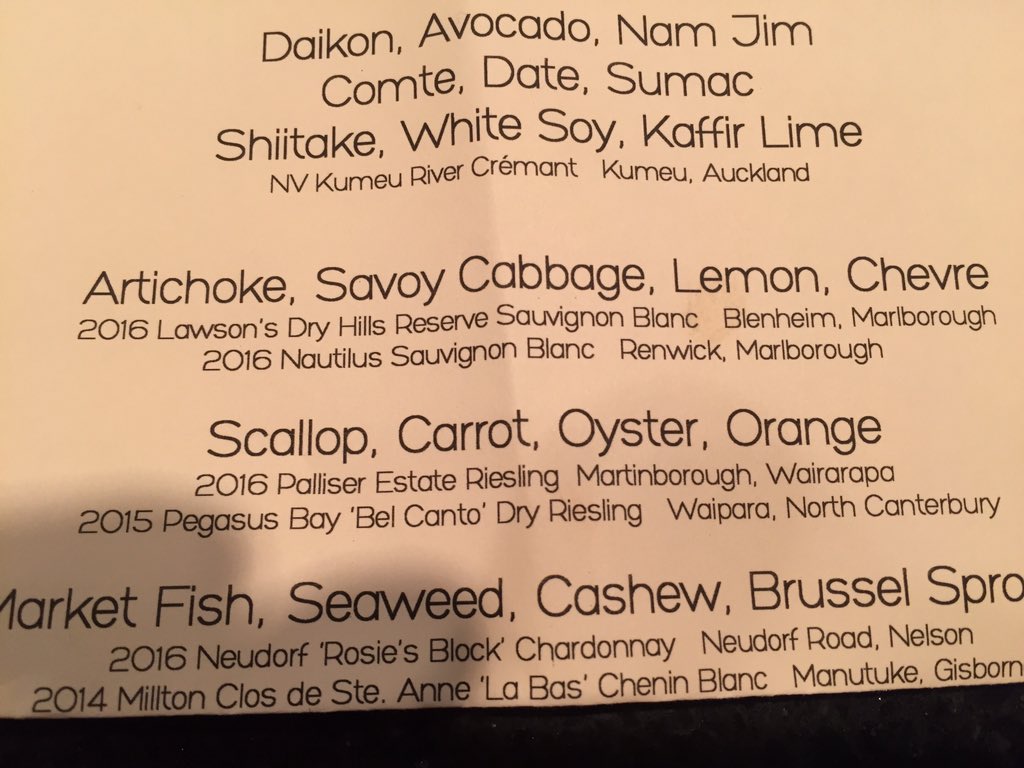 Daikon, Avocado, Nam Jim
Comte, Date, Sumac
Shiitake, White Soy, Kaffir Lime
NV Kumeu River Crémant Kumeu, Auckland
Artichoke, Savoy Cabbage, Lemon, Chevre
2016 Lawson's Dry Hills Reserve Sauvignon Blanc Blenheim, Marlborough
2016 Nautilus Sauvignon Blanc Renwick, Marlborough
Scallop, Carrot, Oyster, Orange
2016 Palliser Estate Riesling Martinborough, Wairarapa
2015 Pegasus Bay 'Bel Canto' Dry Riesling Waipara, North Canterbury
Market Fish, Seaweed, Cashew, Brussel Spro
2016 Neudorf 'Rosie's Block' Chardonnay Neudorf Road, Nelson
2014 Millton Clos de Ste. Anne 'La Bas' Chenin Blanc Manutuke, Gisborn